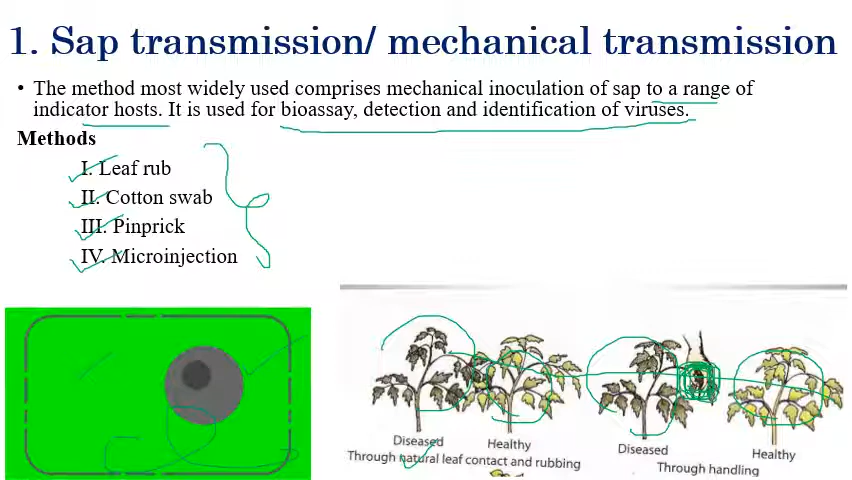 1. Sap transmission/ mechanical transmission
• The method most widely used comprises mechanical inoculation of sap to a range of
indicator hosts. It is used for bioassay, detection and identification of viruses.
Methods
I. Leaf rub
II. Cotton swab
III. Pinprick
IV. Microinjection
Diseased
Healthy
Through natural leaf contact and rubbing
Diseased
Healthy
Through handling